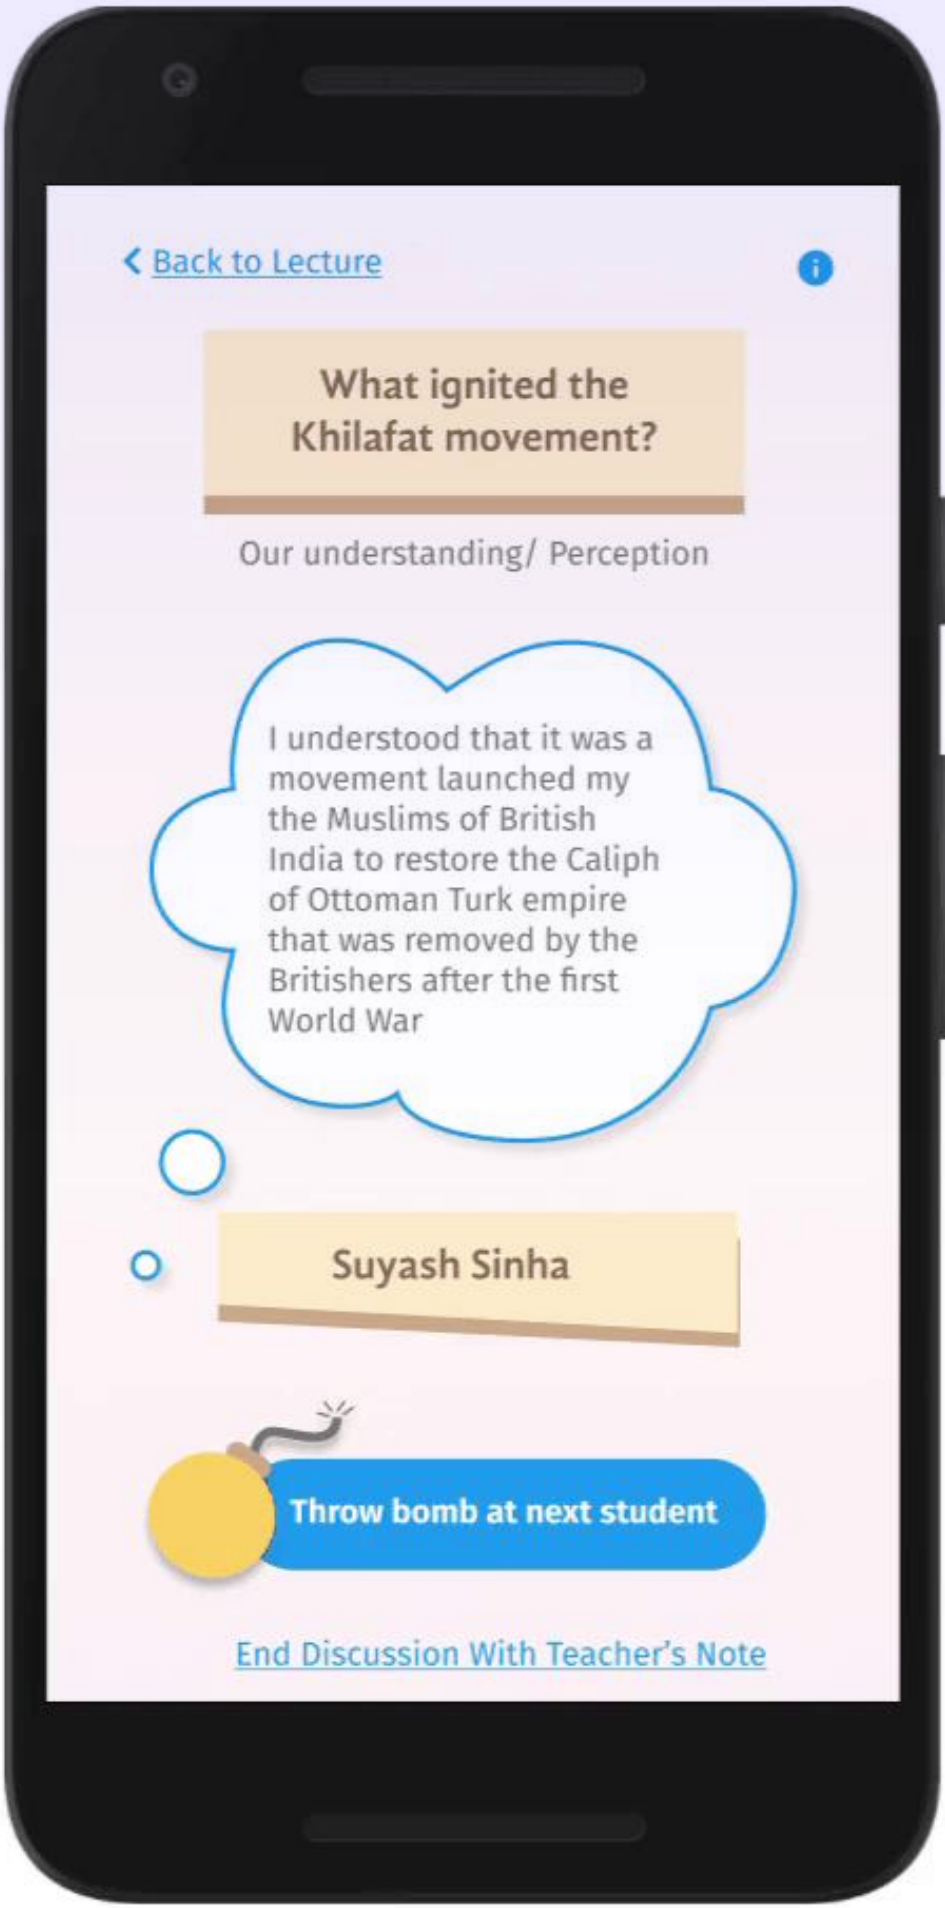 Back to Lecture
What ignited the
Khilafat movement?
Our understanding/ Perception
I understood that it was a
movement launched my
the Muslims of British
India to restore the Caliph
of Ottoman Turk empire
that was removed by the
Britishers after the first
World War
Suyash Sinha
Throw bomb at next student
End Discussion With Teacher's Note